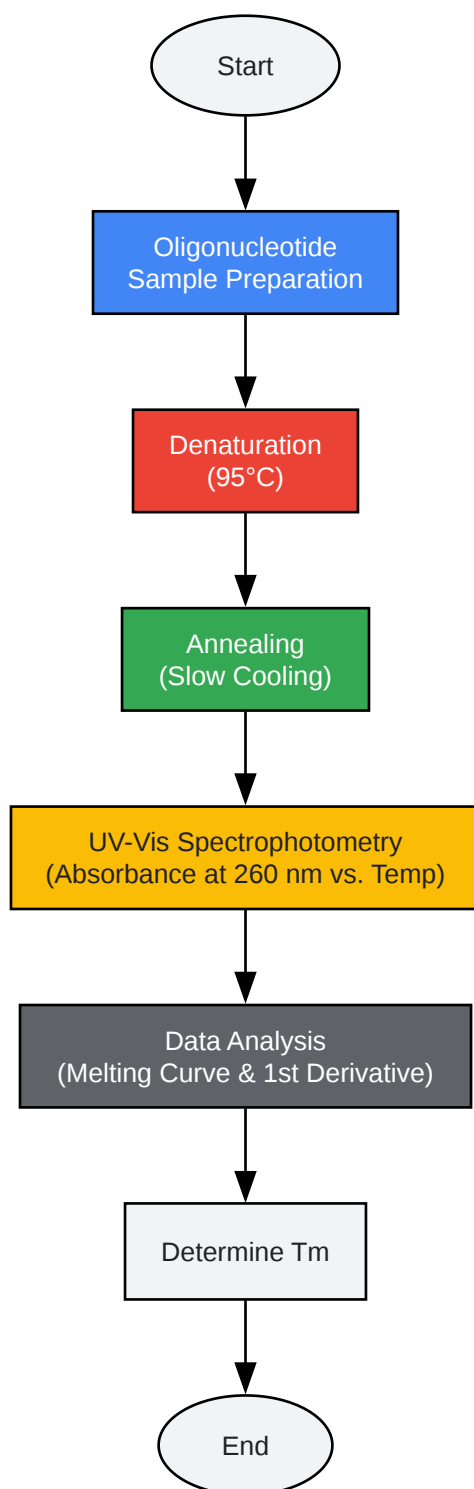 Start
Oligonucleotide
Sample Preparation
Denaturation
(95°C)
Annealing
(Slow Cooling)
UV-Vis Spectrophotometry
(Absorbance at 260 nm vs. Temp)
Data Analysis
(Melting Curve & 1st Derivative)
Determine Tm
End